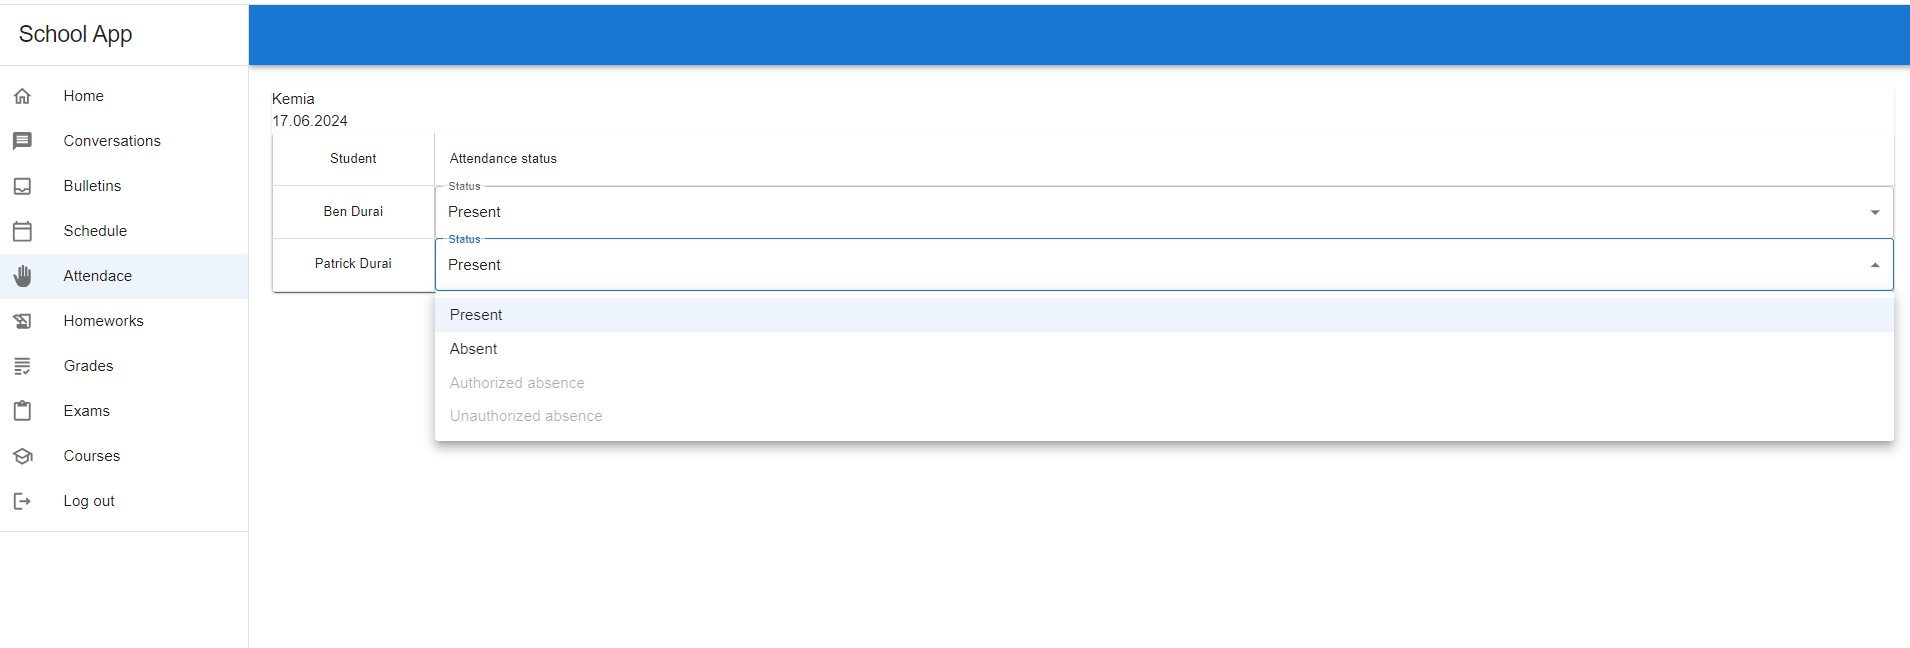 School App
Home
Conversations
Bulletins
Schedule
Attendace
Homeworks
Grades
Exams
Courses
Log out
Kemia
17.06.2024
Student Attendance status
Status
Ben Durai Present
Status
Patrick Durai Present
Present
Absent
Authorized absence
Unauthorized absence